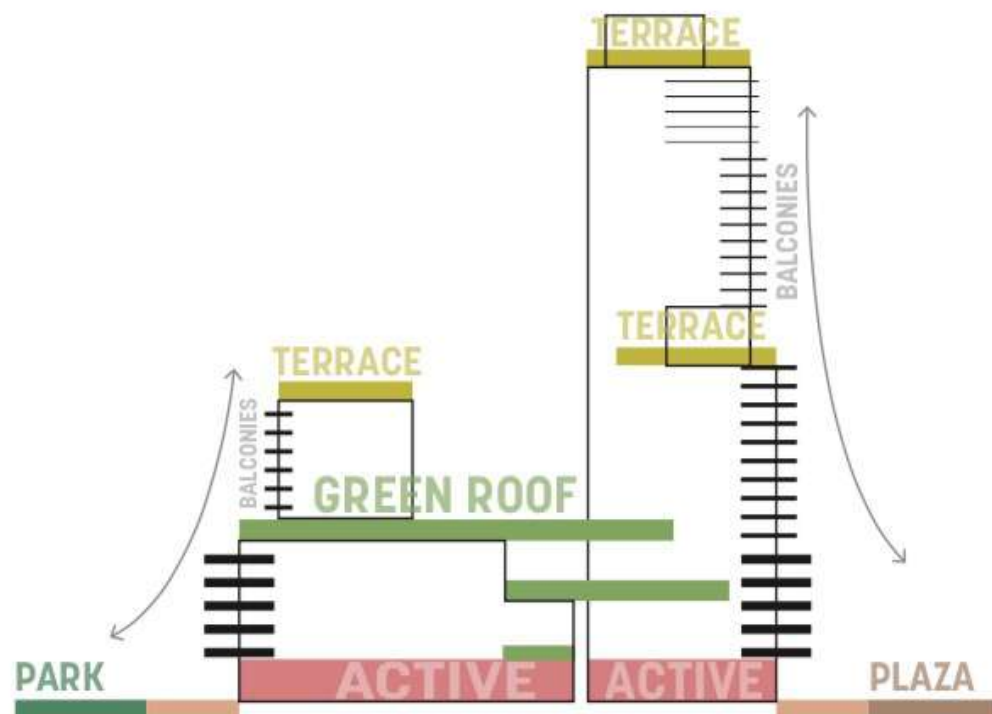 TERRACE
BALCONIES
TERRACE
TERRACE
BALCONIES
GREEN ROOF
PARK
ACTIVE
ACTIVE
PLAZA